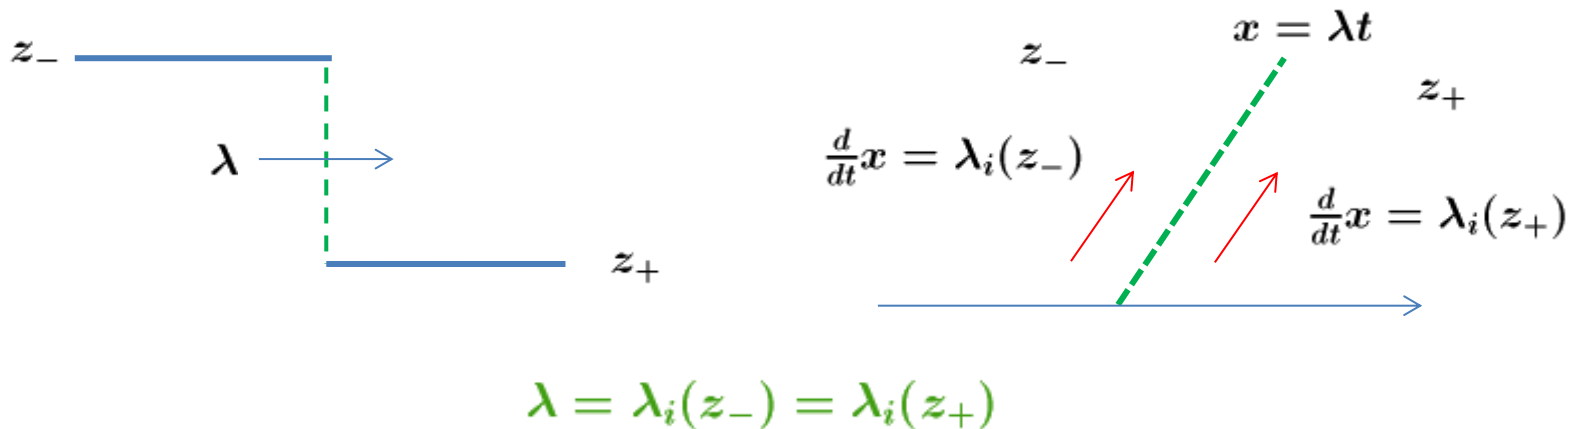 z₋
λ
z₊
x = λt
z₋
z₊
d/dt x = λᵢ(z₋)
d/dt x = λᵢ(z₊)
λ = λᵢ(z₋) = λᵢ(z₊)